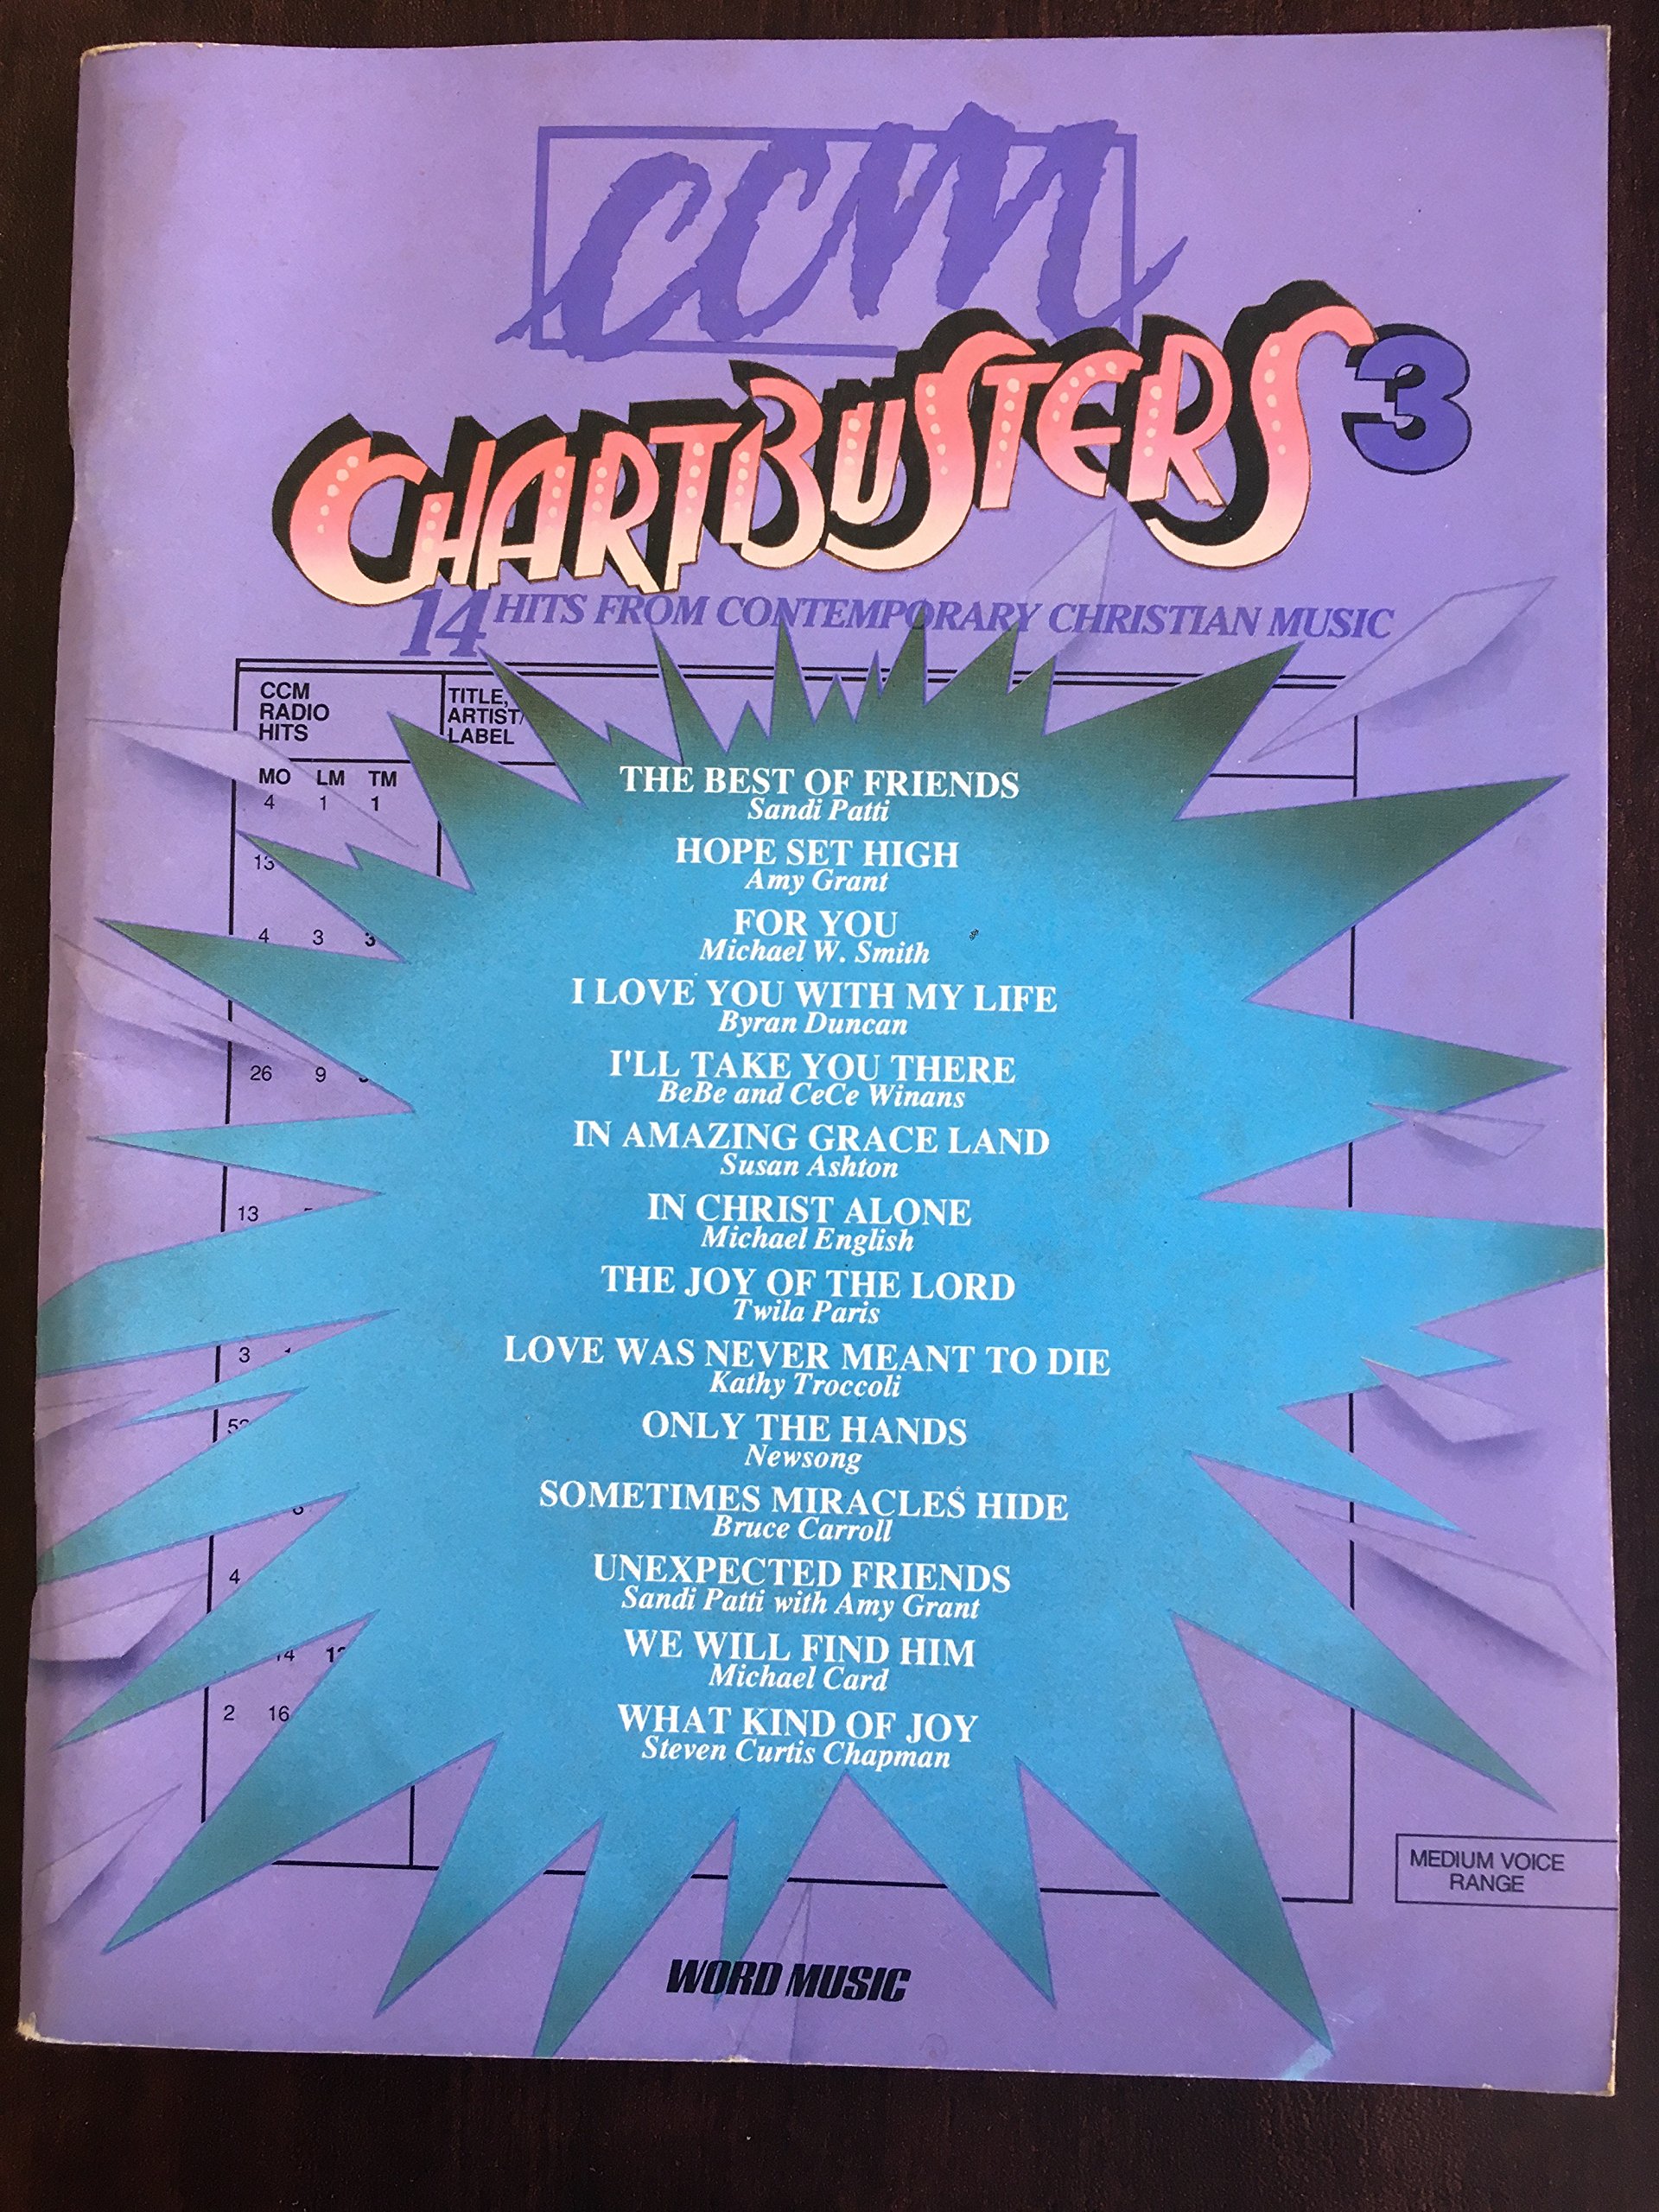 ccm
CHARTBUSTERS 3
14 HITS FROM CONTEMPORARY CHRISTIAN MUSIC
CCM
RADIO
HITS
TITLE,
ARTIST/
LABEL
MO LM TM
4 1 1
13
4 3 3
26 9
13
3
4
14
2 16
THE BEST OF FRIENDS
Sandi Patti
HOPE SET HIGH
Amy Grant
FOR YOU
Michael W. Smith
I LOVE YOU WITH MY LIFE
Byran Duncan
I'LL TAKE YOU THERE
BeBe and CeCe Winans
IN AMAZING GRACE LAND
Susan Ashton
IN CHRIST ALONE
Michael English
THE JOY OF THE LORD
Twila Paris
LOVE WAS NEVER MEANT TO DIE
Kathy Troccoli
ONLY THE HANDS
Newsong
SOMETIMES MIRACLES HIDE
Bruce Carroll
UNEXPECTED FRIENDS
Sandi Patti with Amy Grant
WE WILL FIND HIM
Michael Card
WHAT KIND OF JOY
Steven Curtis Chapman
MEDIUM VOICE
RANGE
WORD MUSIC